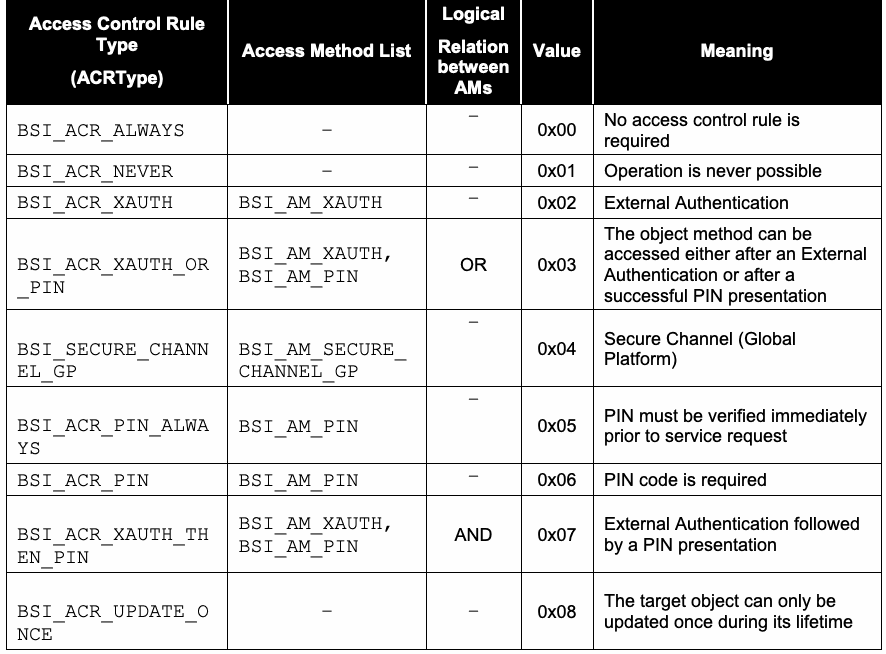 Access Control Rule
Type
(ACRType)
Access Method List
Logical
Relation
between
AMs
Value
Meaning
BSI_ACR_ALWAYS
–
–
0x00
No access control rule is
required
BSI_ACR_NEVER
–
–
0x01
Operation is never possible
BSI_ACR_XAUTH
BSI_AM_XAUTH
–
0x02
External Authentication
BSI_ACR_XAUTH_OR
_PIN
BSI_AM_XAUTH,
BSI_AM_PIN
OR
0x03
The object method can be
accessed either after an External
Authentication or after a
successful PIN presentation
BSI_SECURE_CHANN
EL_GP
BSI_AM_SECURE_
CHANNEL_GP
–
0x04
Secure Channel (Global
Platform)
BSI_ACR_PIN_ALWA
YS
BSI_AM_PIN
–
0x05
PIN must be verified immediately
prior to service request
BSI_ACR_PIN
BSI_AM_PIN
–
0x06
PIN code is required
BSI_ACR_XAUTH_TH
EN_PIN
BSI_AM_XAUTH,
BSI_AM_PIN
AND
0x07
External Authentication followed
by a PIN presentation
BSI_ACR_UPDATE_O
NCE
–
–
0x08
The target object can only be
updated once during its lifetime